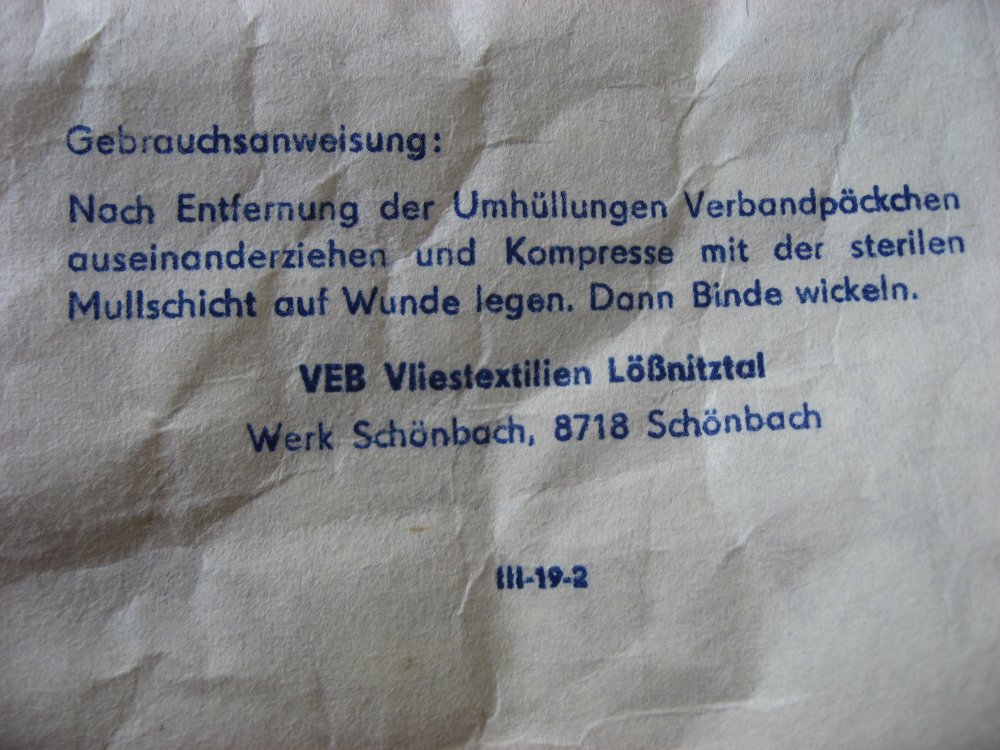 Gebrauchsanweisung:
Nach Entfernung der Umhüllungen Verbandpäckchen
auseinanderziehen und Kompresse mit der sterilen
Mullschicht auf Wunde legen. Dann Binde wickeln.
VEB Vliestextilien Lößnitztal
Werk Schönbach, 8718 Schönbach
III-19-2